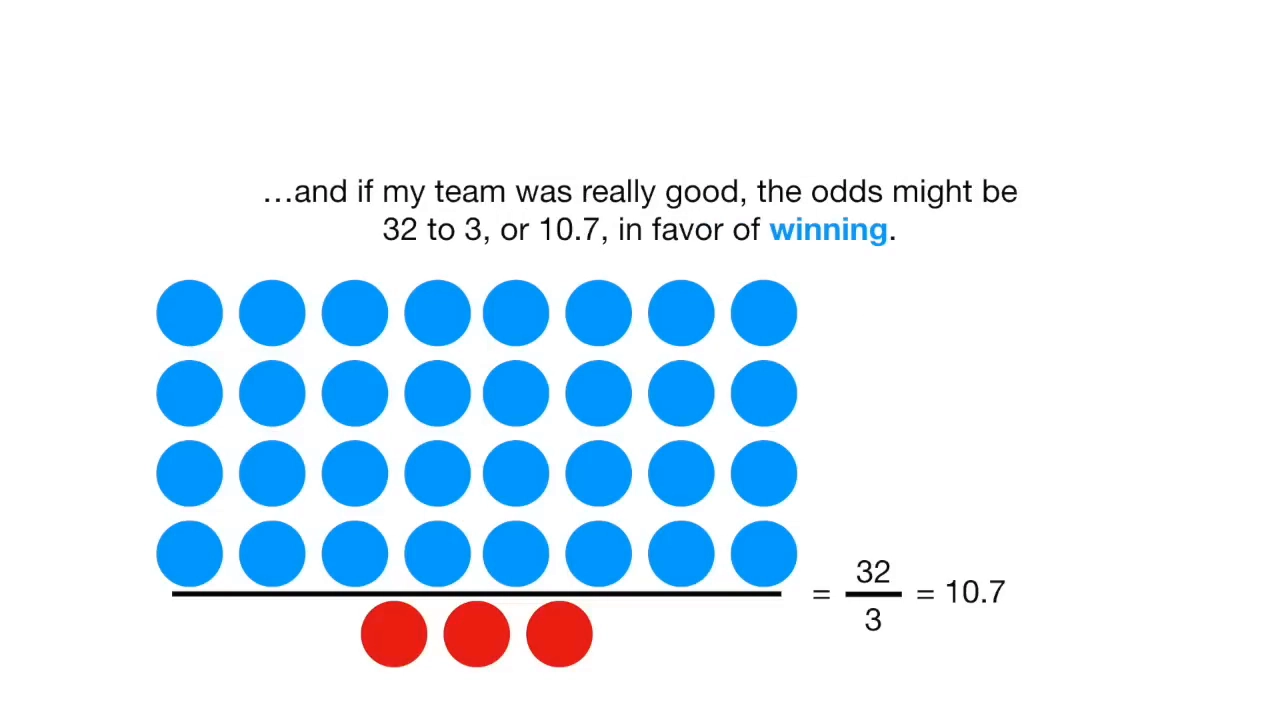 …and if my team was really good, the odds might be
32 to 3, or 10.7, in favor of winning.
= 32/3 = 10.7